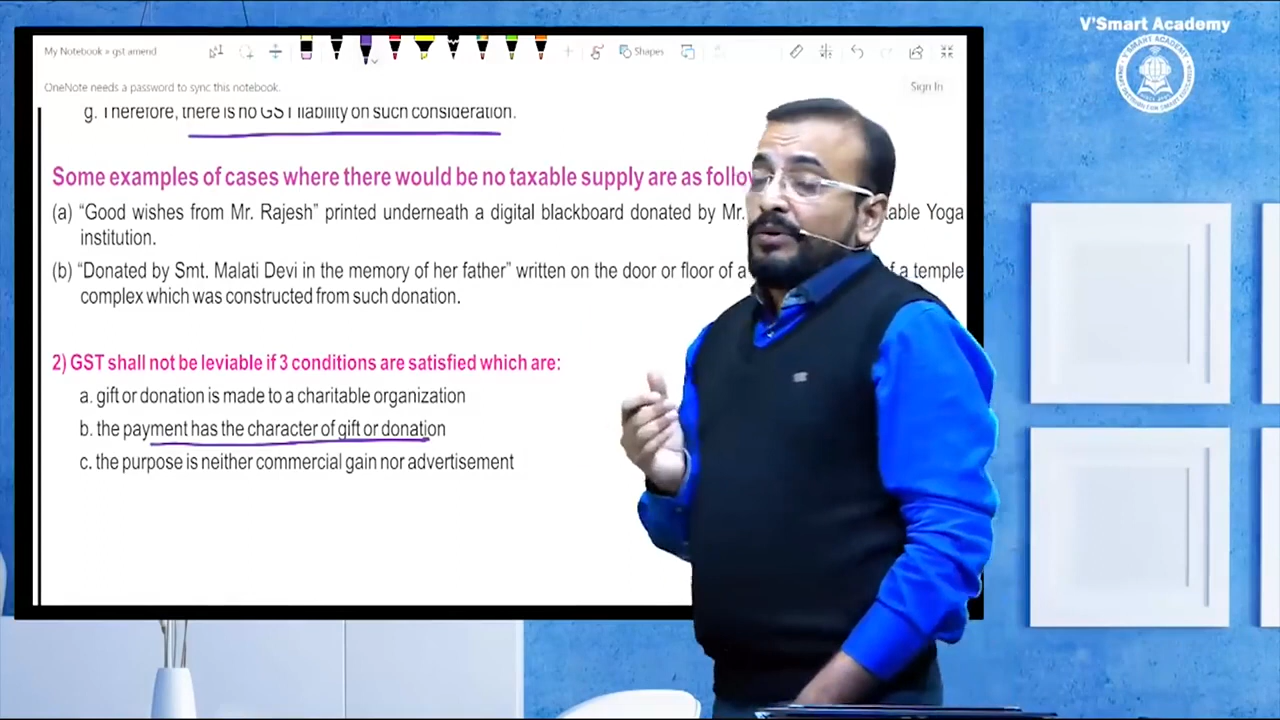 V'Smart Academy
My Notebook » gst amend
Shapes
OneNote needs a password to sync this notebook.
Sign In
g. Therefore, there is no GST liability on such consideration.
Some examples of cases where there would be no taxable supply are as follow
(a) “Good wishes from Mr. Rajesh” printed underneath a digital blackboard donated by Mr. Yoga
institution.
(b) “Donated by Smt. Malati Devi in the memory of her father” written on the door or floor of a a temple
complex which was constructed from such donation.
2) GST shall not be leviable if 3 conditions are satisfied which are:
a. gift or donation is made to a charitable organization
b. the payment has the character of gift or donation
c. the purpose is neither commercial gain nor advertisement